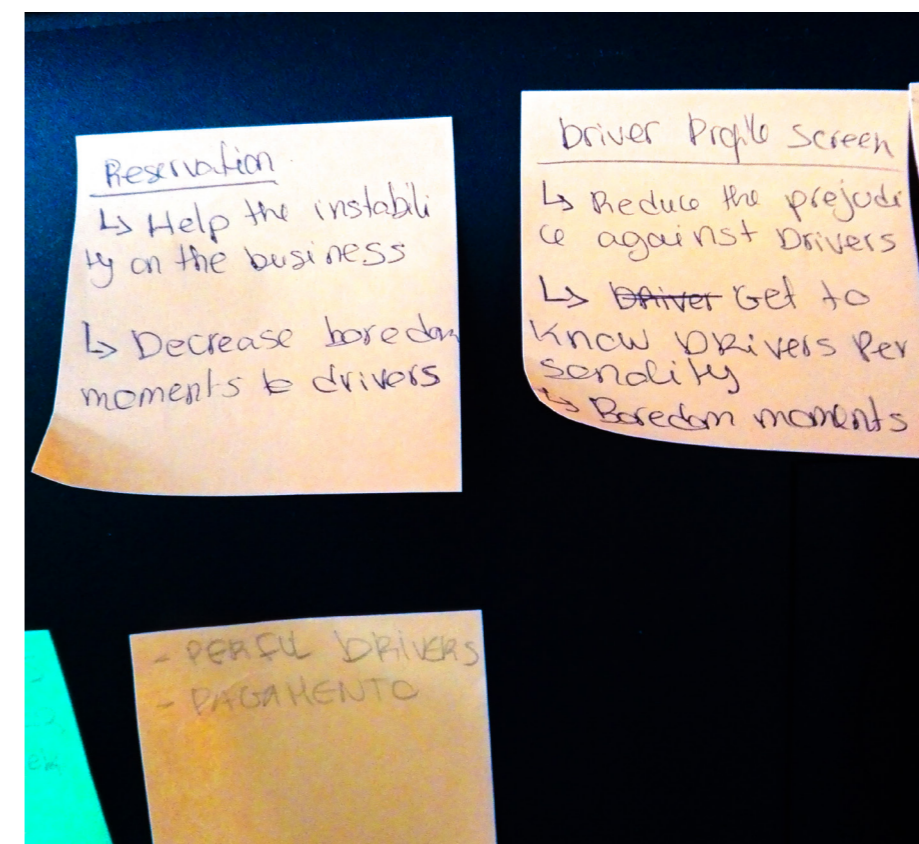 Reservation
↳ Help the instabili
ty on the business
↳ Decrease boredom
moments to drivers
Driver Profile Screen
↳ Reduce the prejudi
ce against Drivers
↳ Driver Get to
Know DRivers Per
sonality
↳ Boredom moments
- PERFIL DRIVERS
- PAGAMENTO